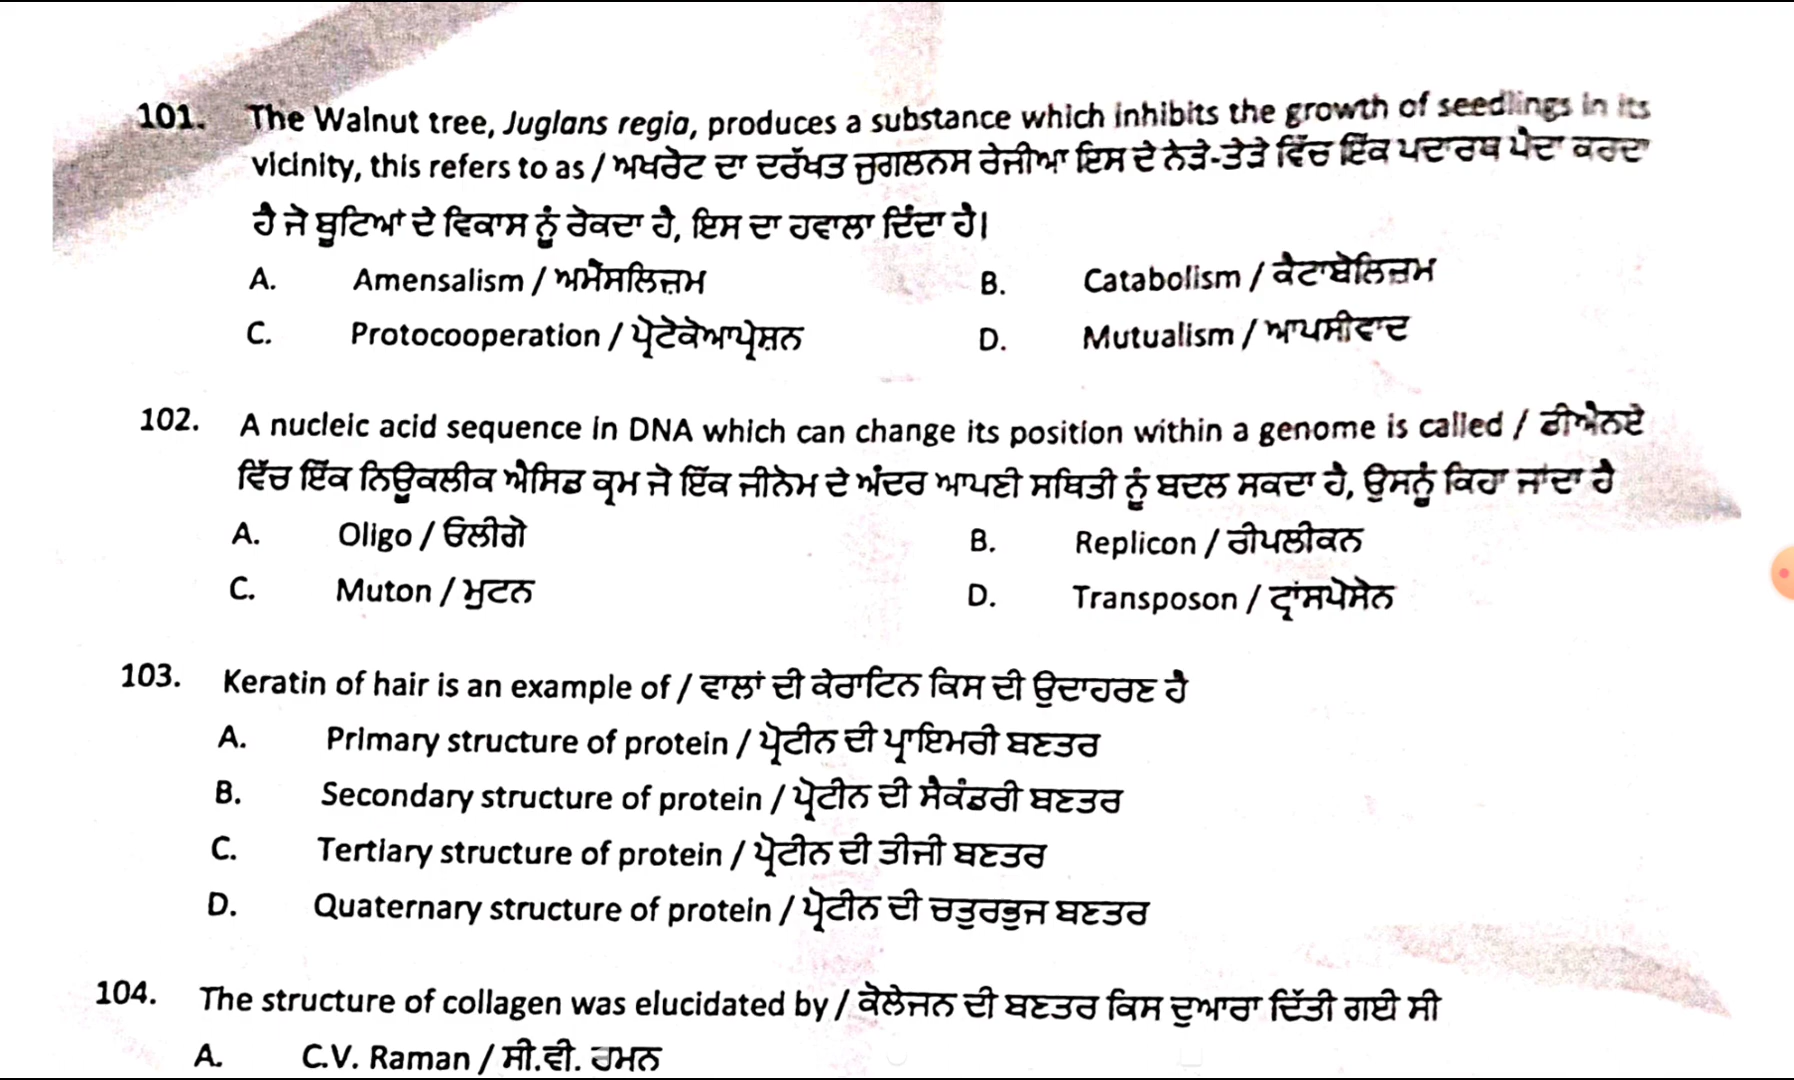 101. The Walnut tree, Juglans regia, produces a substance which inhibits the growth of seedlings in its
vicinity, this refers to as / ਅਖਰੋਟ ਦਾ ਦਰੱਖਤ ਜੁਗਲਨਸ ਰੇਜੀਆ ਇਸ ਦੇ ਨੇੜੇ-ਤੇੜੇ ਵਿੱਚ ਇੱਕ ਪਦਾਰਥ ਪੈਦਾ ਕਰਦਾ
ਹੈ ਜੋ ਬੂਟਿਆਂ ਦੇ ਵਿਕਾਸ ਨੂੰ ਰੋਕਦਾ ਹੈ, ਇਸ ਦਾ ਹਵਾਲਾ ਦਿੰਦਾ ਹੈ।
A. Amensalism / ਅਮੈਂਸਲਿਜ਼ਮ B. Catabolism / ਕੈਟਾਬੋਲਿਜ਼ਮ
C. Protocooperation / ਪ੍ਰੋਟੋਕੋਆਪ੍ਰੇਸ਼ਨ D. Mutualism / ਆਪਸੀਵਾਦ
102. A nucleic acid sequence in DNA which can change its position within a genome is called / ਡੀਐਨਏ
ਵਿੱਚ ਇੱਕ ਨਿਊਕਲੀਕ ਐਸਿਡ ਕ੍ਰਮ ਜੋ ਇੱਕ ਜੀਨੋਮ ਦੇ ਅੰਦਰ ਆਪਣੀ ਸਥਿਤੀ ਨੂੰ ਬਦਲ ਸਕਦਾ ਹੈ, ਉਸਨੂੰ ਕਿਹਾ ਜਾਂਦਾ ਹੈ
A. Oligo / ਓਲੀਗੋ B. Replicon / ਰੀਪਲੀਕਨ
C. Muton / ਮੁਟਨ D. Transposon / ਟ੍ਰਾਂਸਪੋਸੋਨ
103. Keratin of hair is an example of / ਵਾਲਾਂ ਦੀ ਕੇਰਾਟਿਨ ਕਿਸ ਦੀ ਉਦਾਹਰਣ ਹੈ
A. Primary structure of protein / ਪ੍ਰੋਟੀਨ ਦੀ ਪ੍ਰਾਇਮਰੀ ਬਣਤਰ
B. Secondary structure of protein / ਪ੍ਰੋਟੀਨ ਦੀ ਸੈਕੰਡਰੀ ਬਣਤਰ
C. Tertiary structure of protein / ਪ੍ਰੋਟੀਨ ਦੀ ਤੀਜੀ ਬਣਤਰ
D. Quaternary structure of protein / ਪ੍ਰੋਟੀਨ ਦੀ ਚਤੁਰਭੁਜ ਬਣਤਰ
104. The structure of collagen was elucidated by / ਕੋਲੇਜਨ ਦੀ ਬਣਤਰ ਕਿਸ ਦੁਆਰਾ ਦਿੱਤੀ ਗਈ ਸੀ
A. C.V. Raman / ਸੀ.ਵੀ. ਰਮਨ